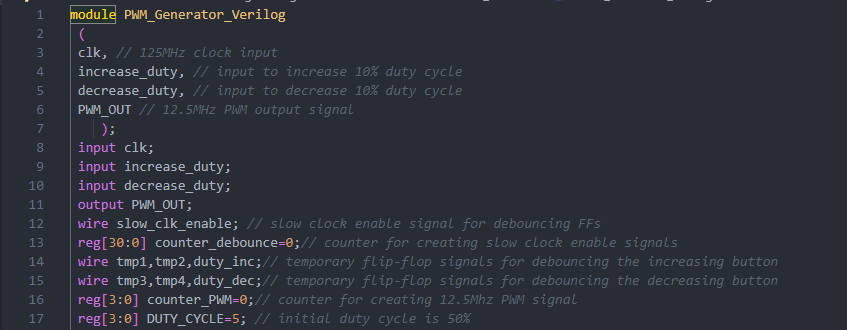 1 module PWM_Generator_Verilog
2 (
3 clk, // 125MHz clock input
4 increase_duty, // input to increase 10% duty cycle
5 decrease_duty, // input to decrease 10% duty cycle
6 PWM_OUT // 12.5MHz PWM output signal
7 );
8 input clk;
9 input increase_duty;
10 input decrease_duty;
11 output PWM_OUT;
12 wire slow_clk_enable; // slow clock enable signal for debouncing FFs
13 reg[30:0] counter_debounce=0;// counter for creating slow clock enable signals
14 wire tmp1,tmp2,duty_inc;// temporary flip-flop signals for debouncing the increasing button
15 wire tmp3,tmp4,duty_dec;// temporary flip-flop signals for debouncing the decreasing button
16 reg[3:0] counter_PWM=0;// counter for creating 12.5MHz PWM signal
17 reg[3:0] DUTY_CYCLE=5; // initial duty cycle is 50%